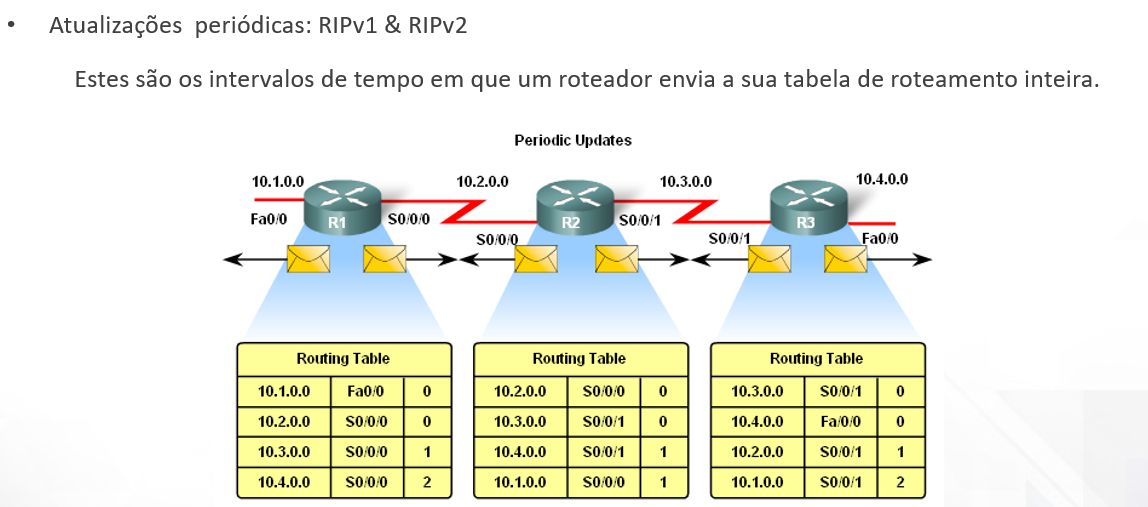 • Atualizações periódicas: RIPv1 & RIPv2
Estes são os intervalos de tempo em que um roteador envia a sua tabela de roteamento inteira.
Periodic Updates
10.1.0.0 10.2.0.0 10.3.0.0 10.4.0.0
Fa0/0 R1 S0/0/0 R2 S0/0/1 R3
S0/0/0 S0/0/1 Fa0/0
Routing Table
10.1.0.0 Fa0/0 0
10.2.0.0 S0/0/0 0
10.3.0.0 S0/0/0 1
10.4.0.0 S0/0/0 2
Routing Table
10.2.0.0 S0/0/0 0
10.3.0.0 S0/0/1 0
10.4.0.0 S0/0/1 1
10.1.0.0 S0/0/0 1
Routing Table
10.3.0.0 S0/0/1 0
10.4.0.0 Fa/0/0 0
10.2.0.0 S0/0/1 1
10.1.0.0 S0/0/1 2